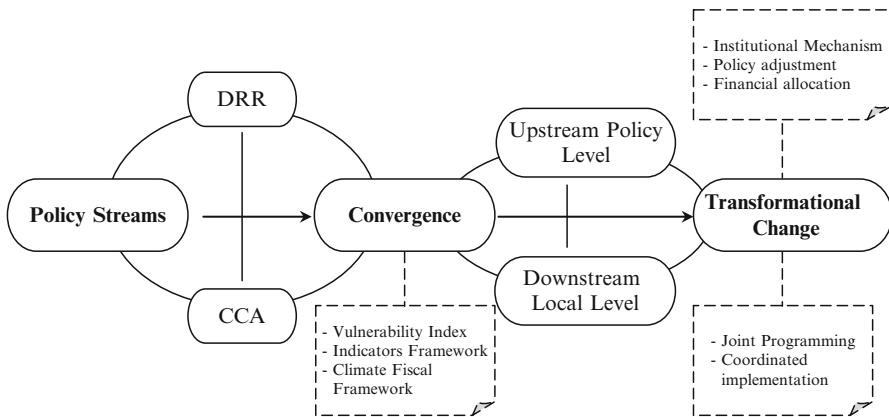 - Institutional Mechanism
- Policy adjustment
- Financial allocation
DRR
Upstream Policy
Level
Policy Streams
Convergence
Transformational
Change
CCA
Downstream
Local Level
- Vulnerability Index
- Indicators Framework
- Climate Fiscal
Framework
- Joint Programming
- Coordinated
implementation